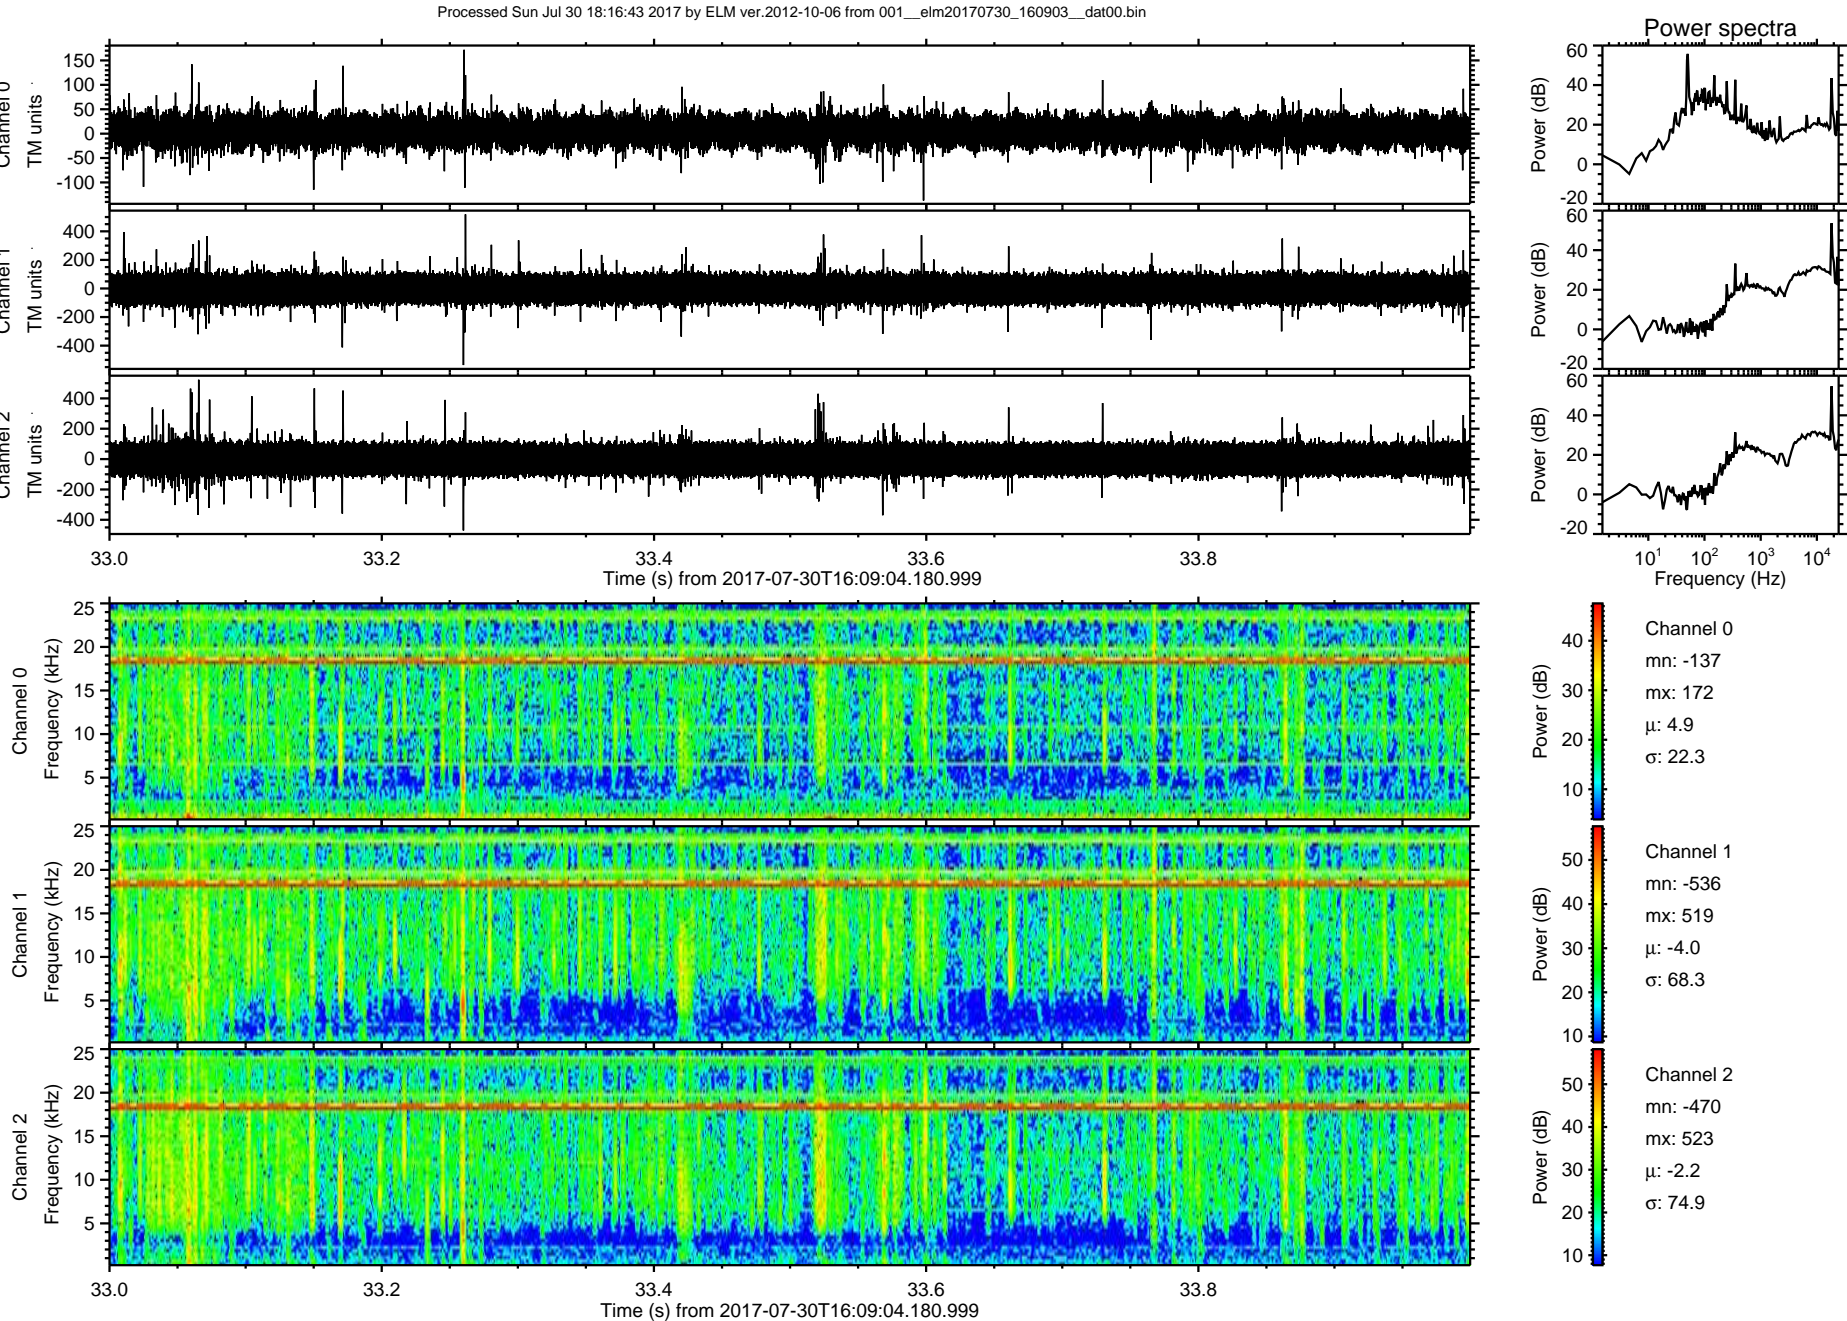 Processed Sun Jul 30 18:16:43 2017 by ELM ver.2012-10-06 from 001__elm20170730_160903__dat00.bin
Power spectra
Channel 0
TM units
150
100
50
0
-50
-100
Power (dB)
60
40
20
0
-20
Channel 1
TM units
400
200
0
-200
-400
Power (dB)
60
40
20
0
-20
Channel 2
TM units
400
200
0
-200
-400
Power (dB)
60
40
20
0
-20
33.0 33.2 33.4 33.6 33.8
Time (s) from 2017-07-30T16:09:04.180.999
10^1 10^2 10^3 10^4
Frequency (Hz)
Channel 0
Frequency (kHz)
25
20
15
10
5
Power (dB)
40
30
20
10
Channel 0
mn: -137
mx: 172
μ: 4.9
σ: 22.3
Channel 1
Frequency (kHz)
25
20
15
10
5
Power (dB)
50
40
30
20
10
Channel 1
mn: -536
mx: 519
μ: -4.0
σ: 68.3
Channel 2
Frequency (kHz)
25
20
15
10
5
Power (dB)
50
40
30
20
10
Channel 2
mn: -470
mx: 523
μ: -2.2
σ: 74.9
33.0 33.2 33.4 33.6 33.8
Time (s) from 2017-07-30T16:09:04.180.999